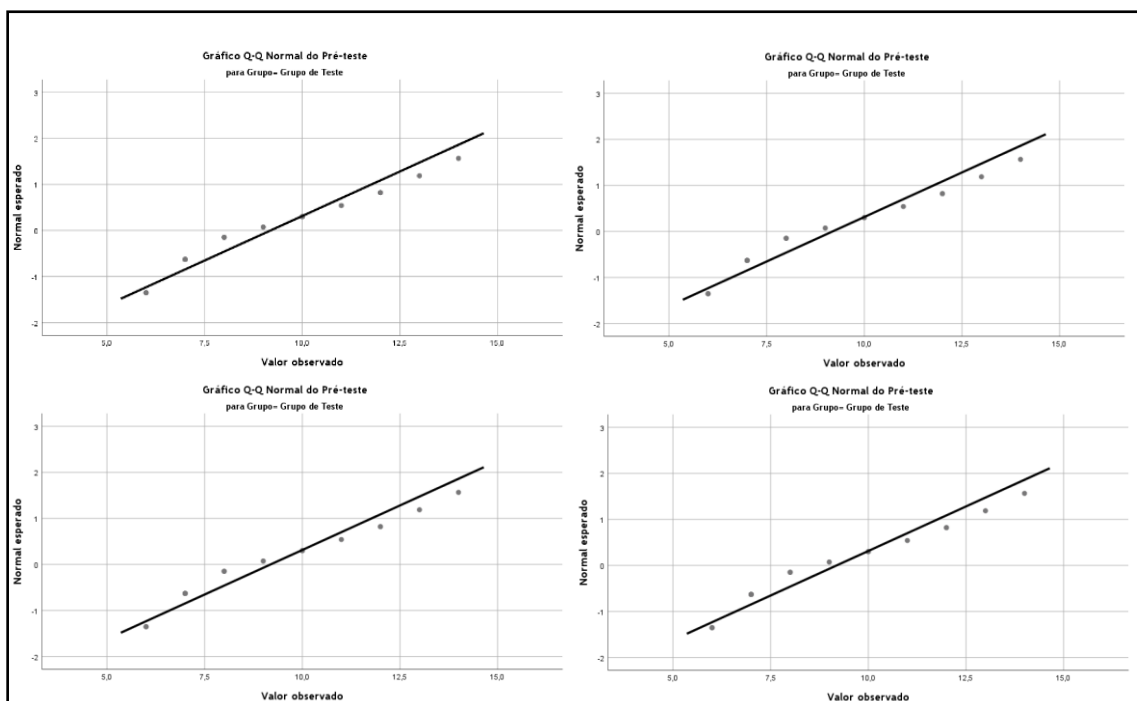 Gráfico Q-Q Normal do Pré-teste
para Grupo= Grupo de Teste
Normal esperado
3
2
1
0
-1
-2
5,0 7,5 10,0 12,5 15,0
Valor observado
Gráfico Q-Q Normal do Pré-teste
para Grupo= Grupo de Teste
Normal esperado
3
2
1
0
-1
-2
5,0 7,5 10,0 12,5 15,0
Valor observado
Gráfico Q-Q Normal do Pré-teste
para Grupo= Grupo de Teste
Normal esperado
3
2
1
0
-1
-2
5,0 7,5 10,0 12,5 15,0
Valor observado
Gráfico Q-Q Normal do Pré-teste
para Grupo= Grupo de Teste
Normal esperado
3
2
1
0
-1
-2
5,0 7,5 10,0 12,5 15,0
Valor observado